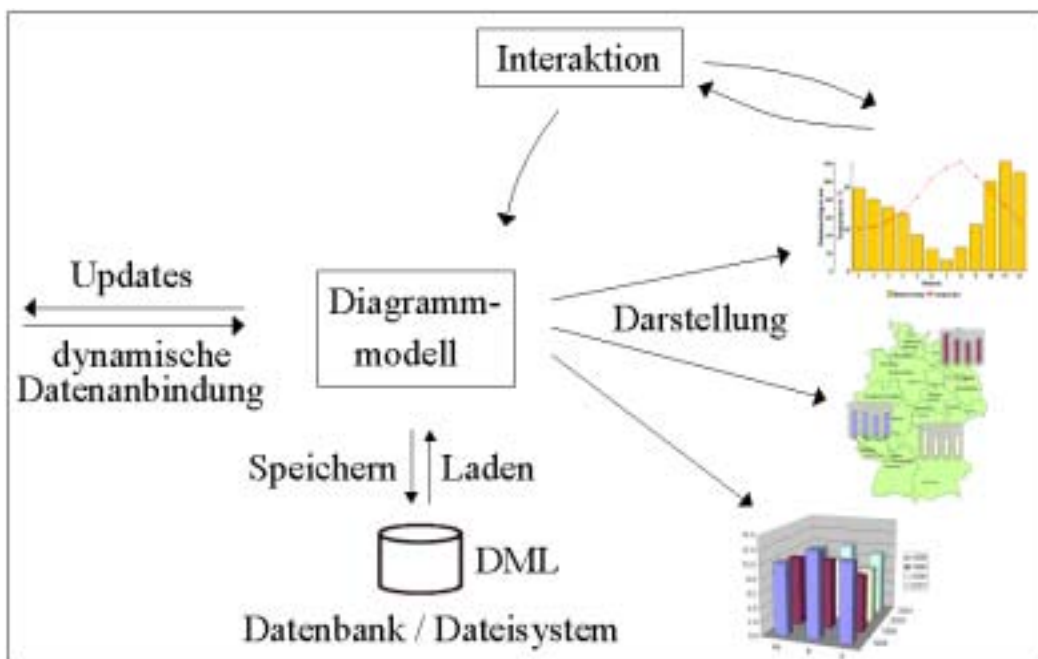 Interaktion
Updates
dynamische
Datenanbindung
Diagramm-
modell
Darstellung
Speichern
Laden
DML
Datenbank / Dateisystem